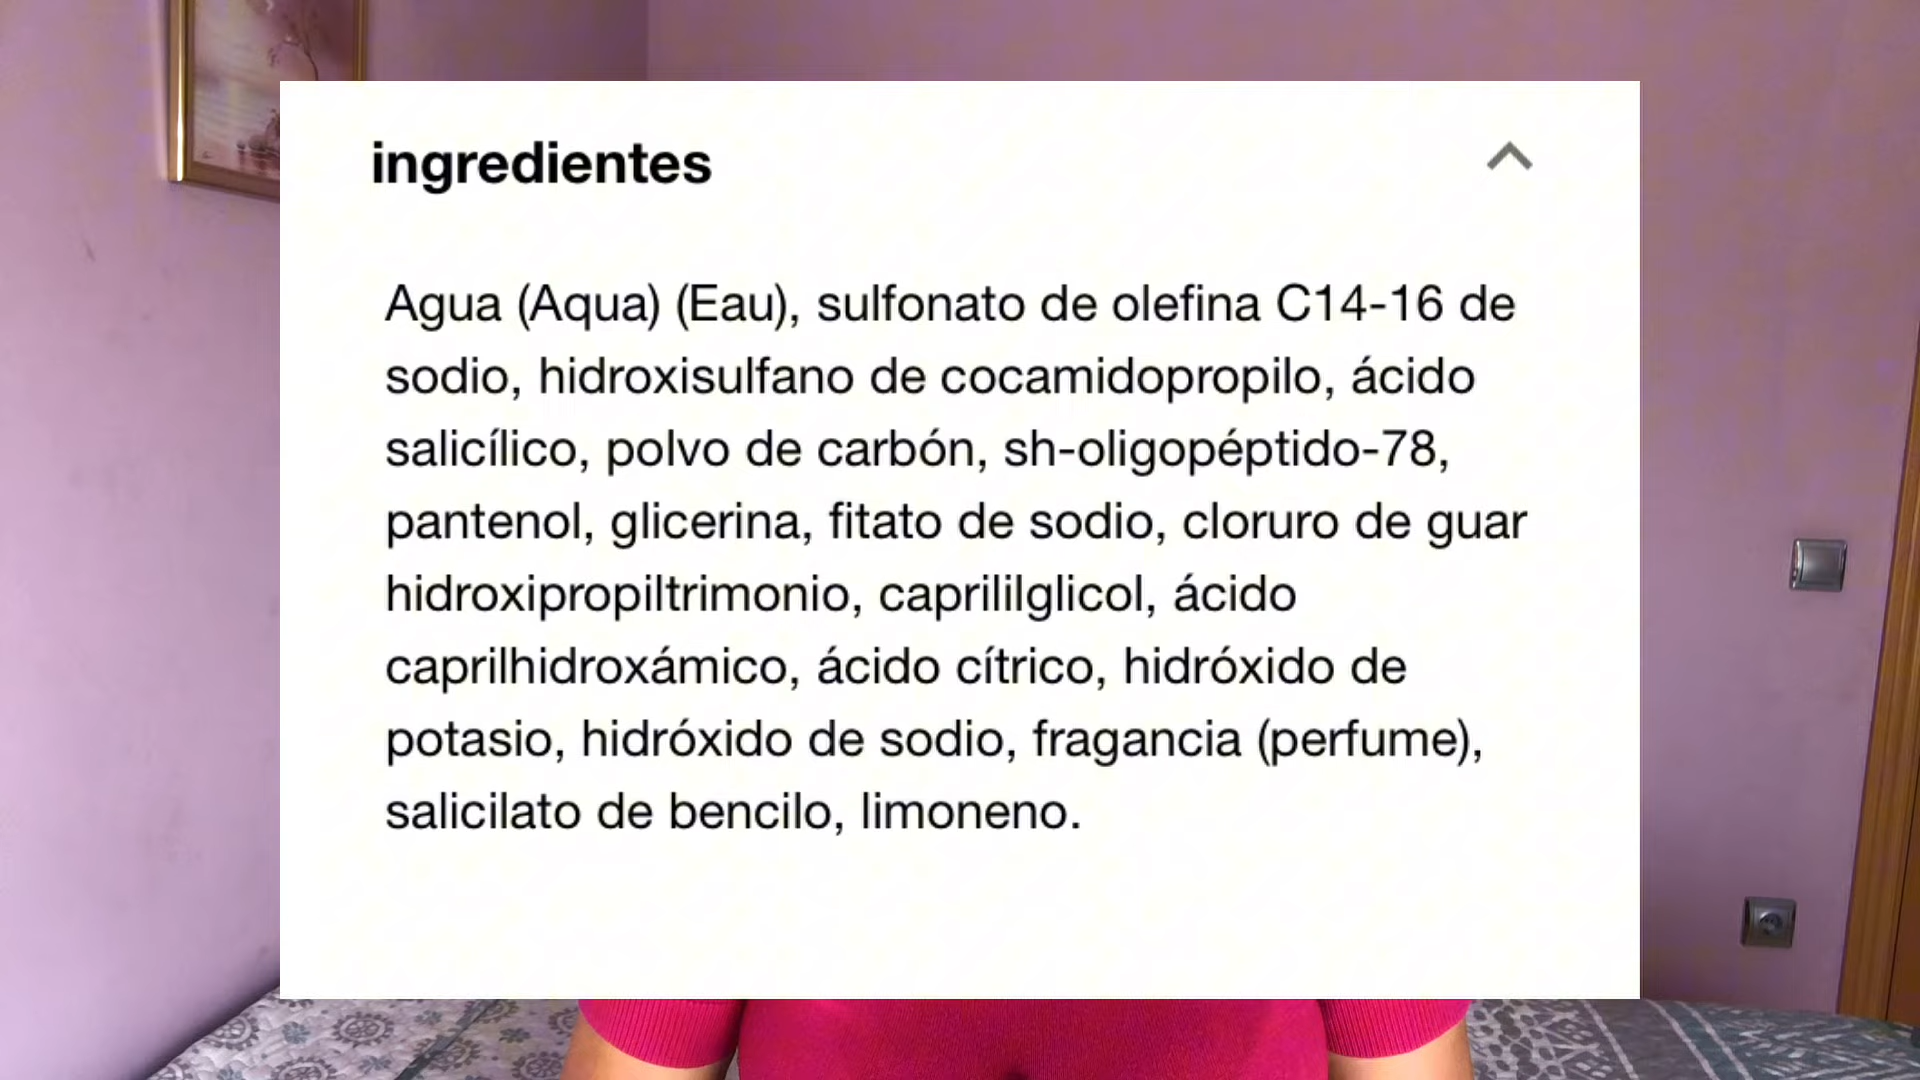 ingredientes
Agua (Aqua) (Eau), sulfonato de olefina C14-16 de
sodio, hidroxisulfano de cocamidopropilo, ácido
salicílico, polvo de carbón, sh-oligopéptido-78,
pantenol, glicerina, fitato de sodio, cloruro de guar
hidroxipropiltrimonio, caprililglicol, ácido
caprilhidroxámico, ácido cítrico, hidróxido de
potasio, hidróxido de sodio, fragancia (perfume),
salicilato de bencilo, limoneno.